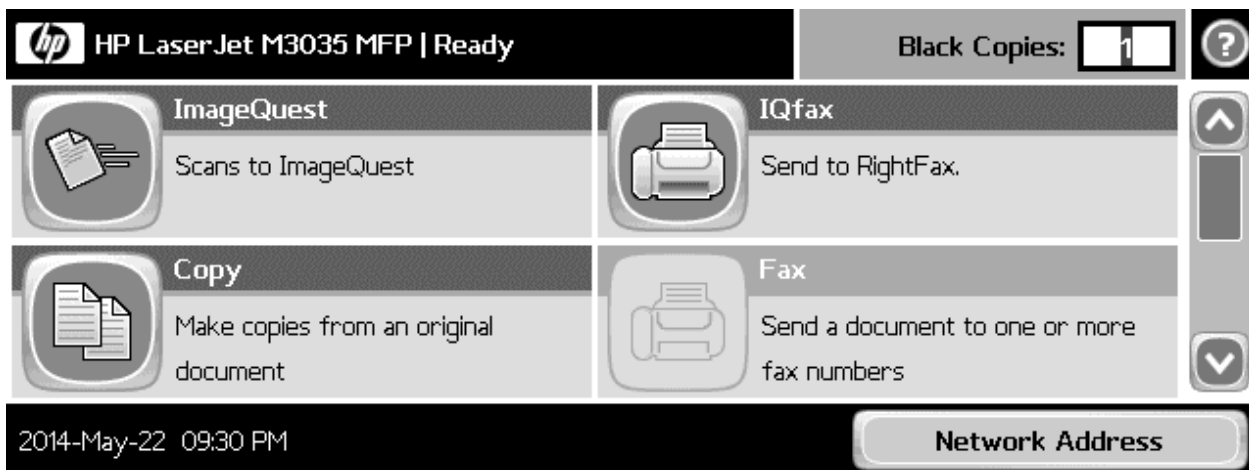 hp HP LaserJet M3035 MFP | Ready
Black Copies: 1
?
ImageQuest
Scans to ImageQuest
IQfax
Send to RightFax.
Copy
Make copies from an original
document
Fax
Send a document to one or more
fax numbers
2014-May-22 09:30 PM
Network Address